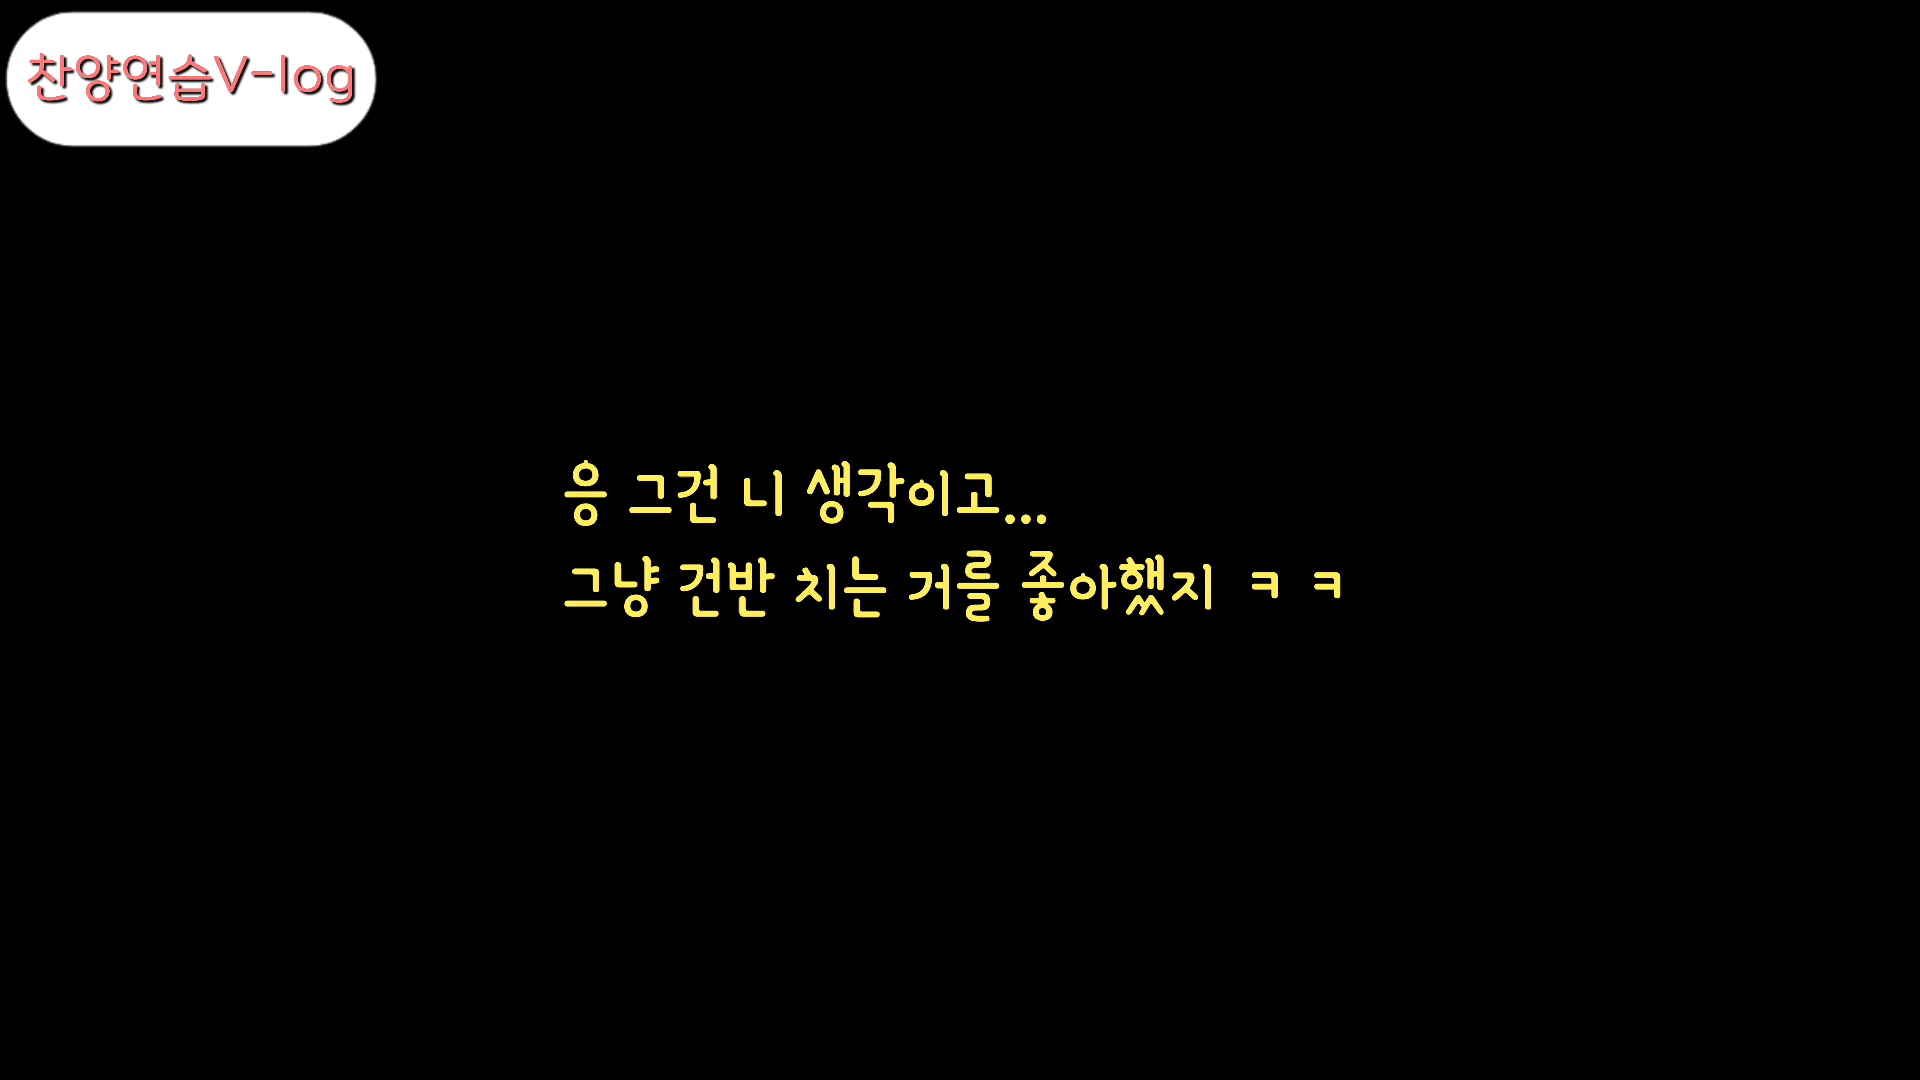 찬양연습V-log
응 그건 니 생각이고...
그냥 건반 치는 거를 좋아했지 ㅋㅋ